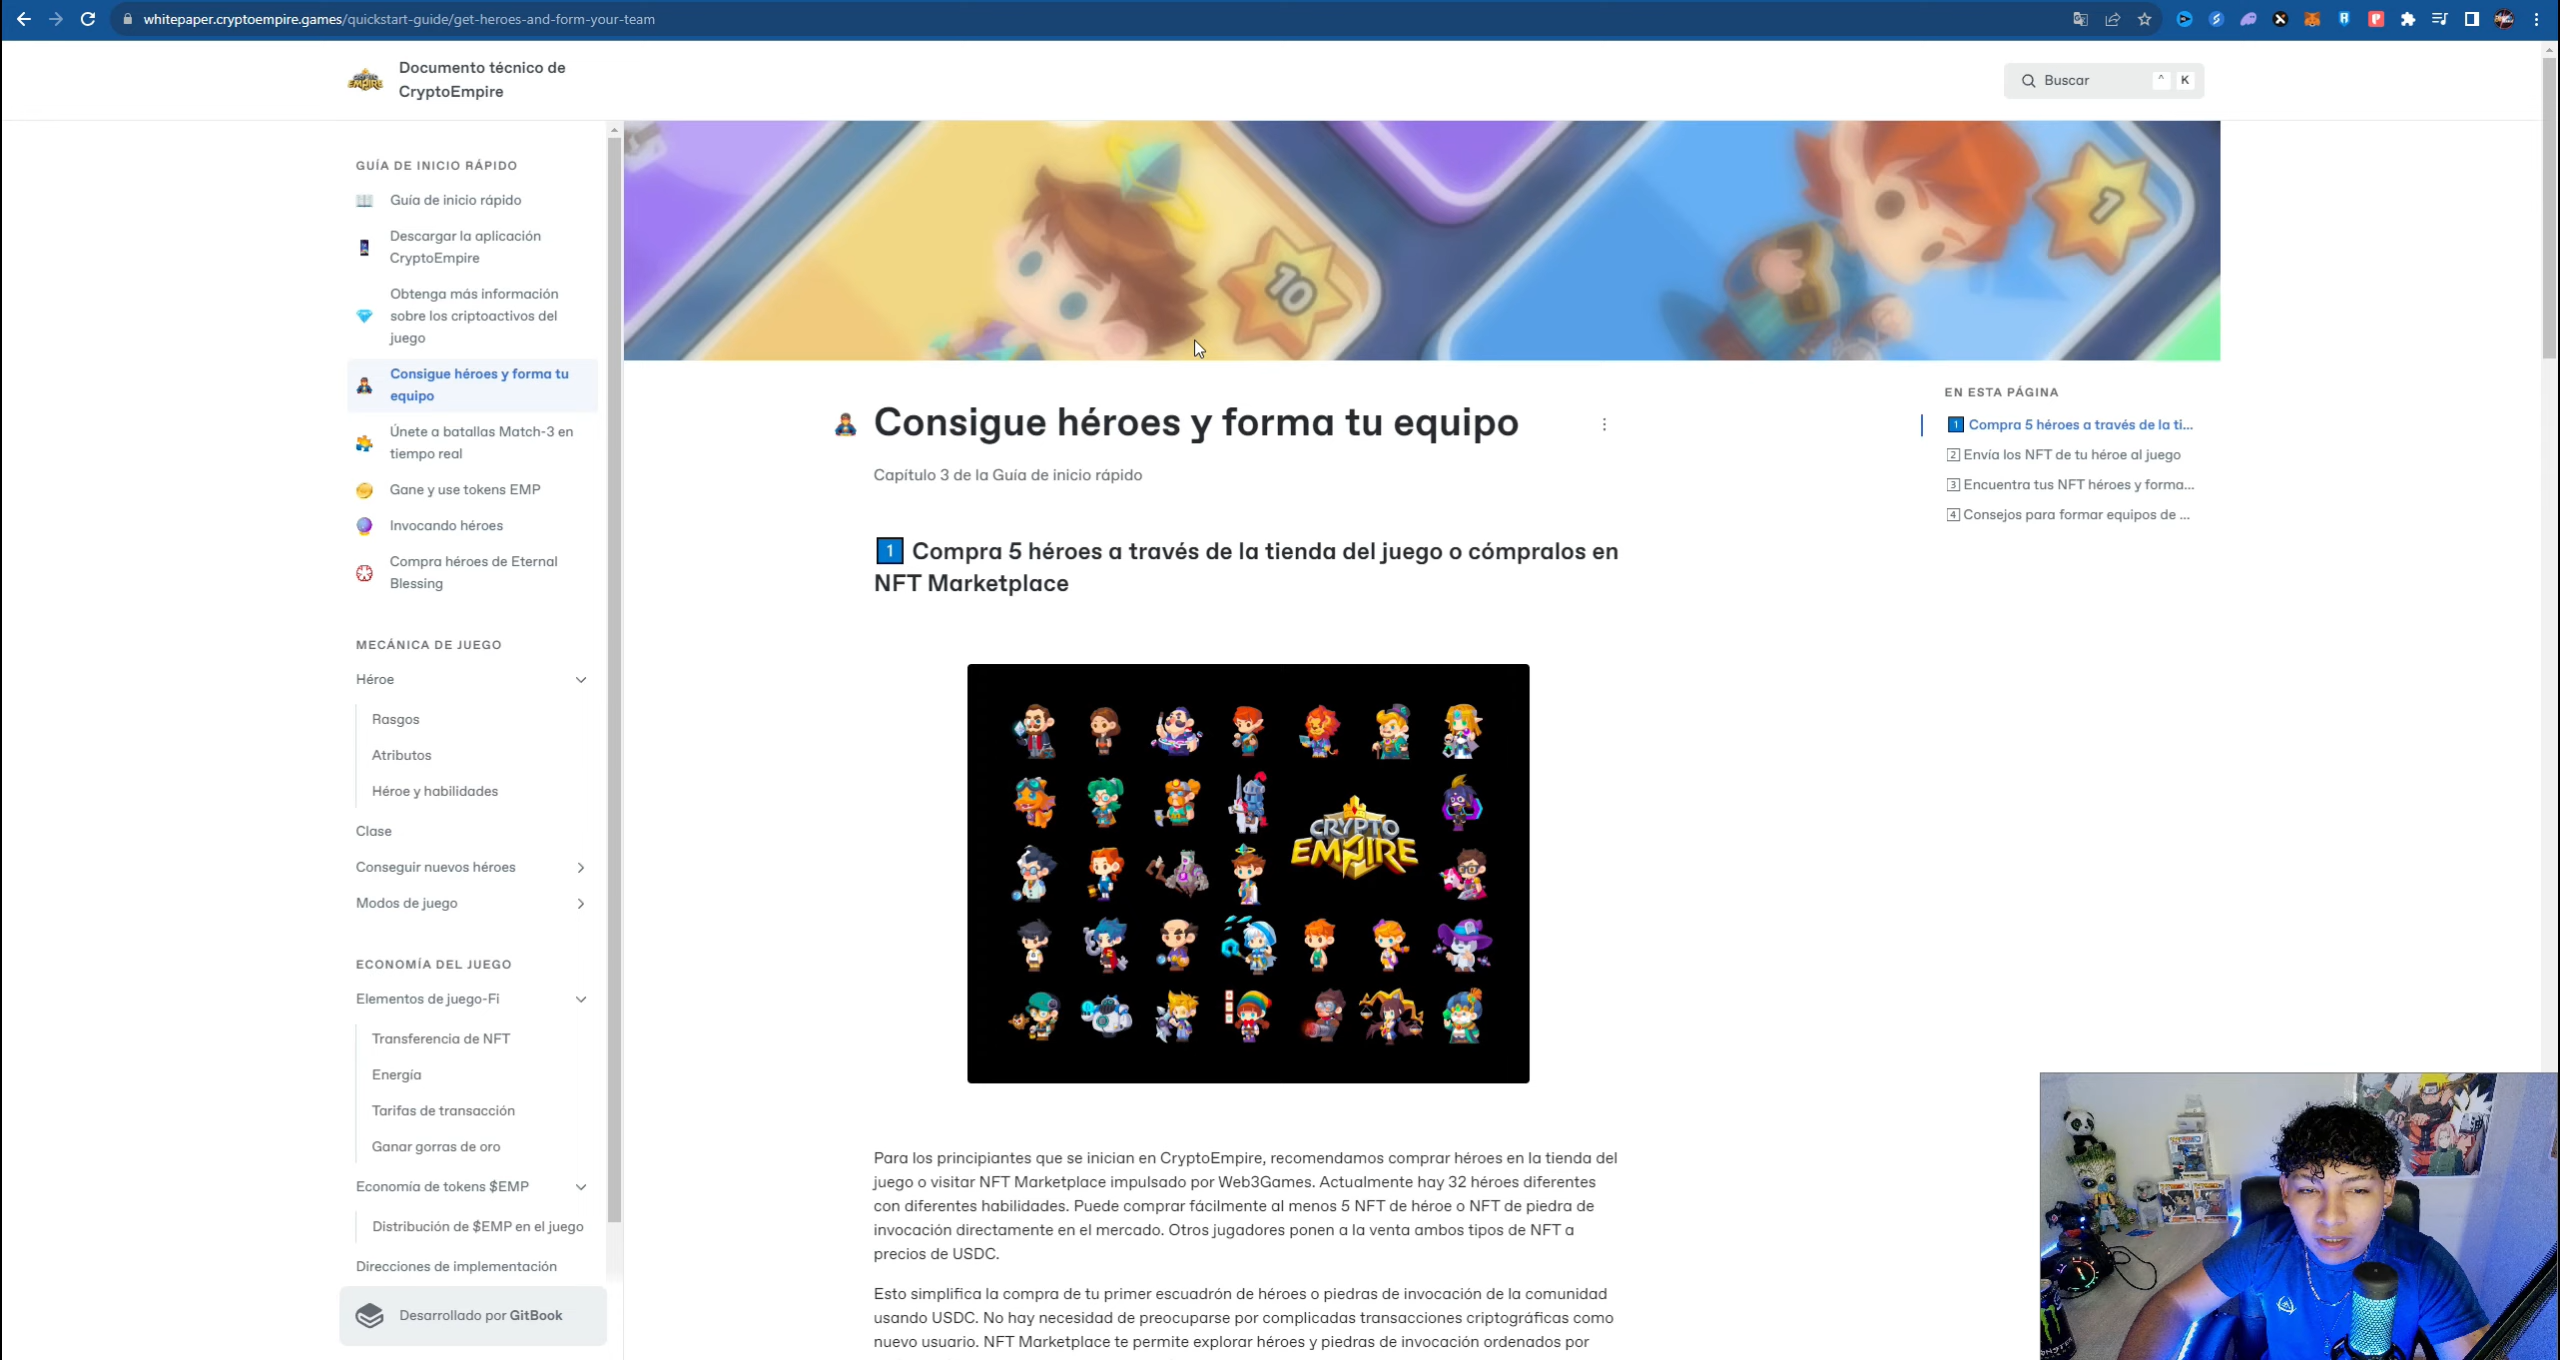 whitepaper.cryptoempire.games/quickstart-guide/get-heroes-and-form-your-team
CRYPTO EMPIRE
Documento técnico de
CryptoEmpire
Buscar
^ K
GUÍA DE INICIO RÁPIDO
Guía de inicio rápido
Descargar la aplicación
CryptoEmpire
Obtenga más información
sobre los criptoactivos del
juego
Consigue héroes y forma tu
equipo
Únete a batallas Match-3 en
tiempo real
Gane y use tokens EMP
Invocando héroes
Compra héroes de Eternal
Blessing
MECÁNICA DE JUEGO
Héroe
Rasgos
Atributos
Héroe y habilidades
Clase
Conseguir nuevos héroes
Modos de juego
ECONOMÍA DEL JUEGO
Elementos de juego-Fi
Transferencia de NFT
Energía
Tarifas de transacción
Ganar gorras de oro
Economía de tokens $EMP
Distribución de $EMP en el juego
Direcciones de implementación
Desarrollado por GitBook
10
1
Consigue héroes y forma tu equipo
Capítulo 3 de la Guía de inicio rápido
1 Compra 5 héroes a través de la tienda del juego o cómpralos en
NFT Marketplace
CRYPTO
EMPIRE
Para los principiantes que se inician en CryptoEmpire, recomendamos comprar héroes en la tienda del
juego o visitar NFT Marketplace impulsado por Web3Games. Actualmente hay 32 héroes diferentes
con diferentes habilidades. Puede comprar fácilmente al menos 5 NFT de héroe o NFT de piedra de
invocación directamente en el mercado. Otros jugadores ponen a la venta ambos tipos de NFT a
precios de USDC.
Esto simplifica la compra de tu primer escuadrón de héroes o piedras de invocación de la comunidad
usando USDC. No hay necesidad de preocuparse por complicadas transacciones criptográficas como
nuevo usuario. NFT Marketplace te permite explorar héroes y piedras de invocación ordenados por
EN ESTA PÁGINA
1 Compra 5 héroes a través de la ti...
2 Envía los NFT de tu héroe al juego
3 Encuentra tus NFT héroes y forma...
4 Consejos para formar equipos de ...